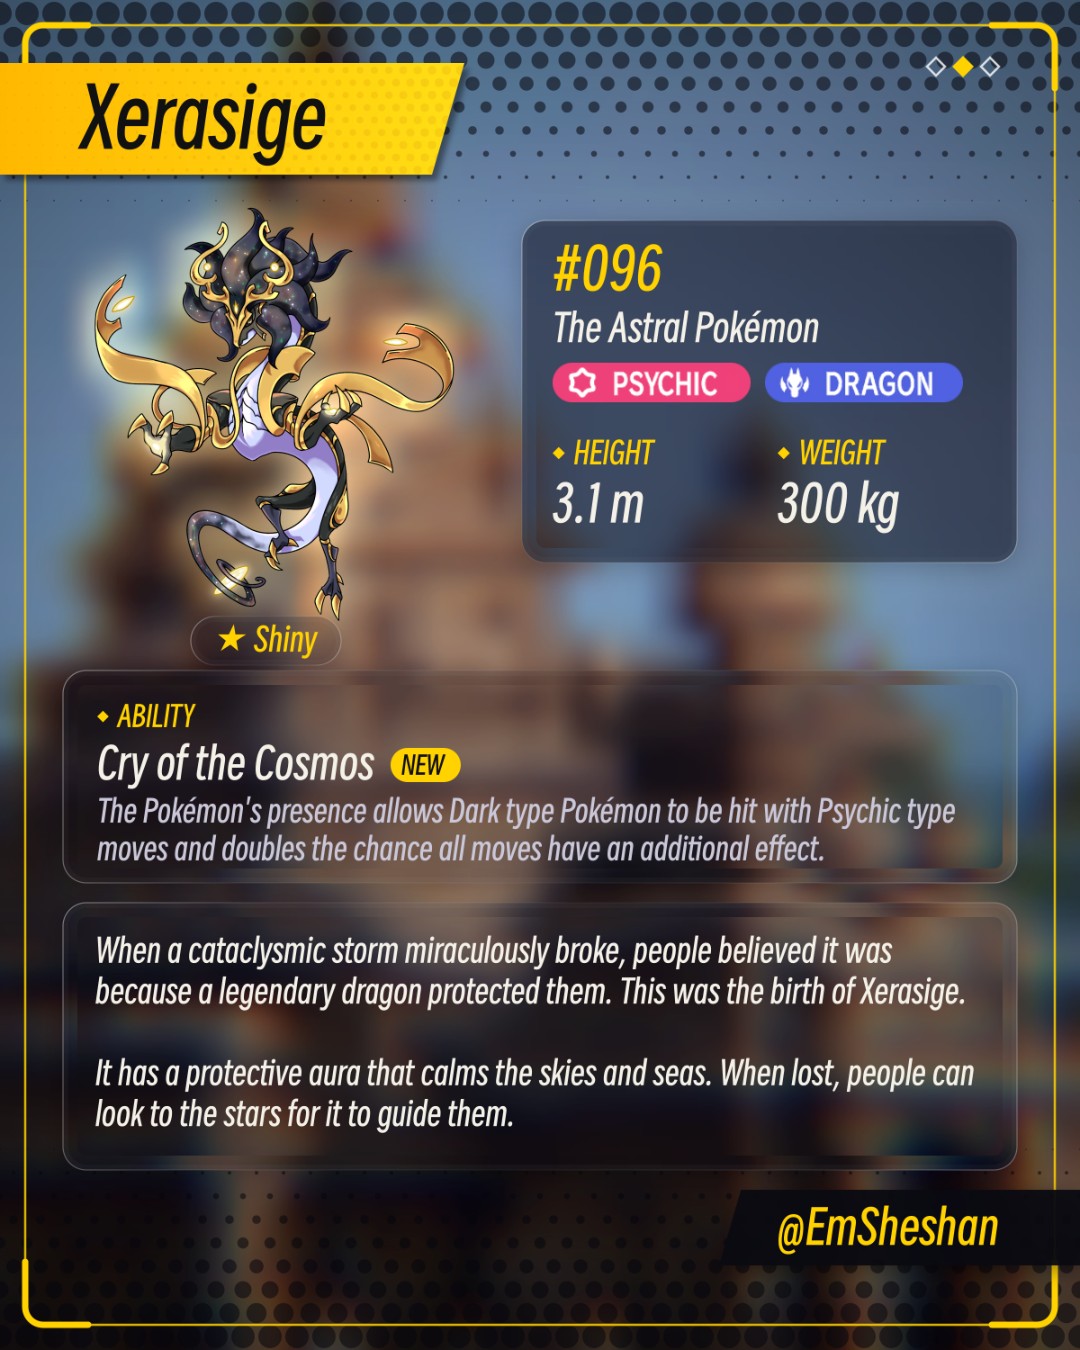 Xerasige
#096
The Astral Pokémon
PSYCHIC DRAGON
HEIGHT WEIGHT
3.1 m 300 kg
Shiny
ABILITY
Cry of the Cosmos NEW
The Pokémon's presence allows Dark type Pokémon to be hit with Psychic type
moves and doubles the chance all moves have an additional effect.
When a cataclysmic storm miraculously broke, people believed it was
because a legendary dragon protected them. This was the birth of Xerasige.
It has a protective aura that calms the skies and seas. When lost, people can
look to the stars for it to guide them.
@EmSheshan